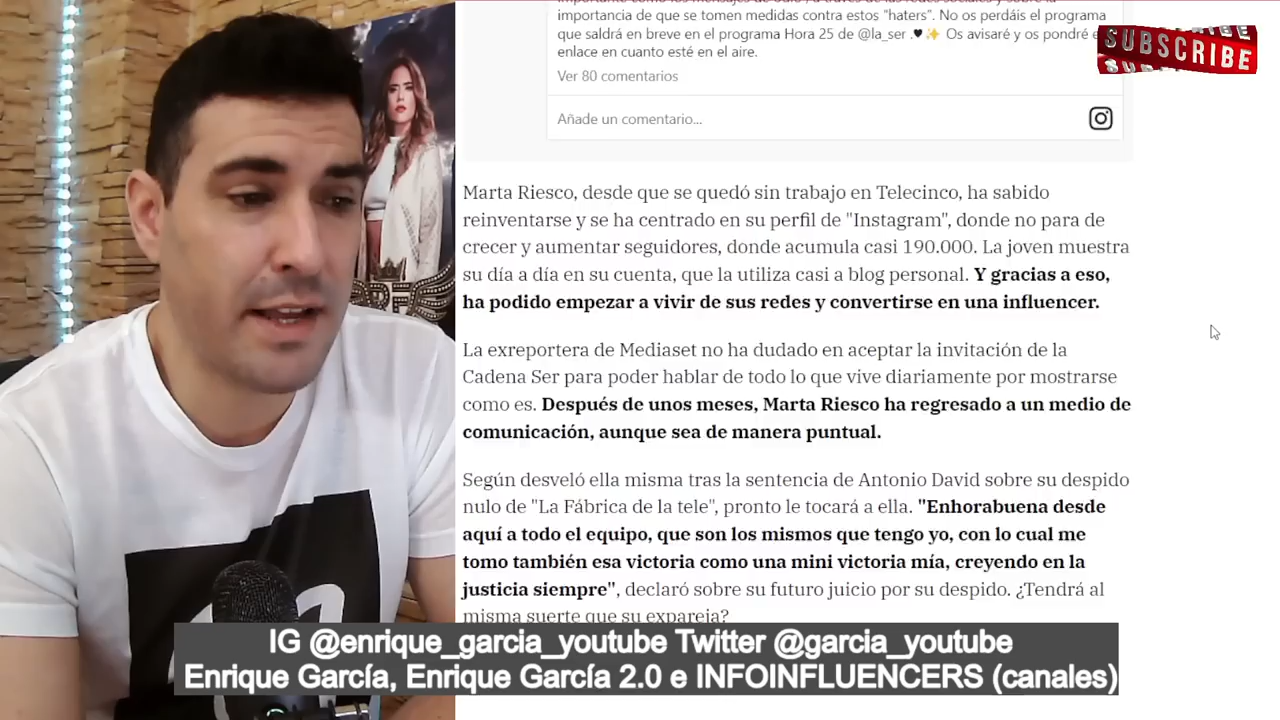 importancia de que se tomen medidas contra estos "haters". No os perdáis el programa
que saldrá en breve en el programa Hora 25 de @la_ser .🖤✨ Os avisaré y os pondré e
enlace en cuanto esté en el aire.
Ver 80 comentarios
Añade un comentario...
SUBSCRIBE
Marta Riesco, desde que se quedó sin trabajo en Telecinco, ha sabido
reinventarse y se ha centrado en su perfil de "Instagram", donde no para de
crecer y aumentar seguidores, donde acumula casi 190.000. La joven muestra
su día a día en su cuenta, que la utiliza casi a blog personal. Y gracias a eso,
ha podido empezar a vivir de sus redes y convertirse en una influencer.
La exreportera de Mediaset no ha dudado en aceptar la invitación de la
Cadena Ser para poder hablar de todo lo que vive diariamente por mostrarse
como es. Después de unos meses, Marta Riesco ha regresado a un medio de
comunicación, aunque sea de manera puntual.
Según desveló ella misma tras la sentencia de Antonio David sobre su despido
nulo de "La Fábrica de la tele", pronto le tocará a ella. "Enhorabuena desde
aquí a todo el equipo, que son los mismos que tengo yo, con lo cual me
tomo también esa victoria como una mini victoria mía, creyendo en la
justicia siempre", declaró sobre su futuro juicio por su despido. ¿Tendrá al
misma suerte que su expareja?
IG @enrique_garcia_youtube Twitter @garcia_youtube
Enrique García, Enrique García 2.0 e INFOINFLUENCERS (canales)